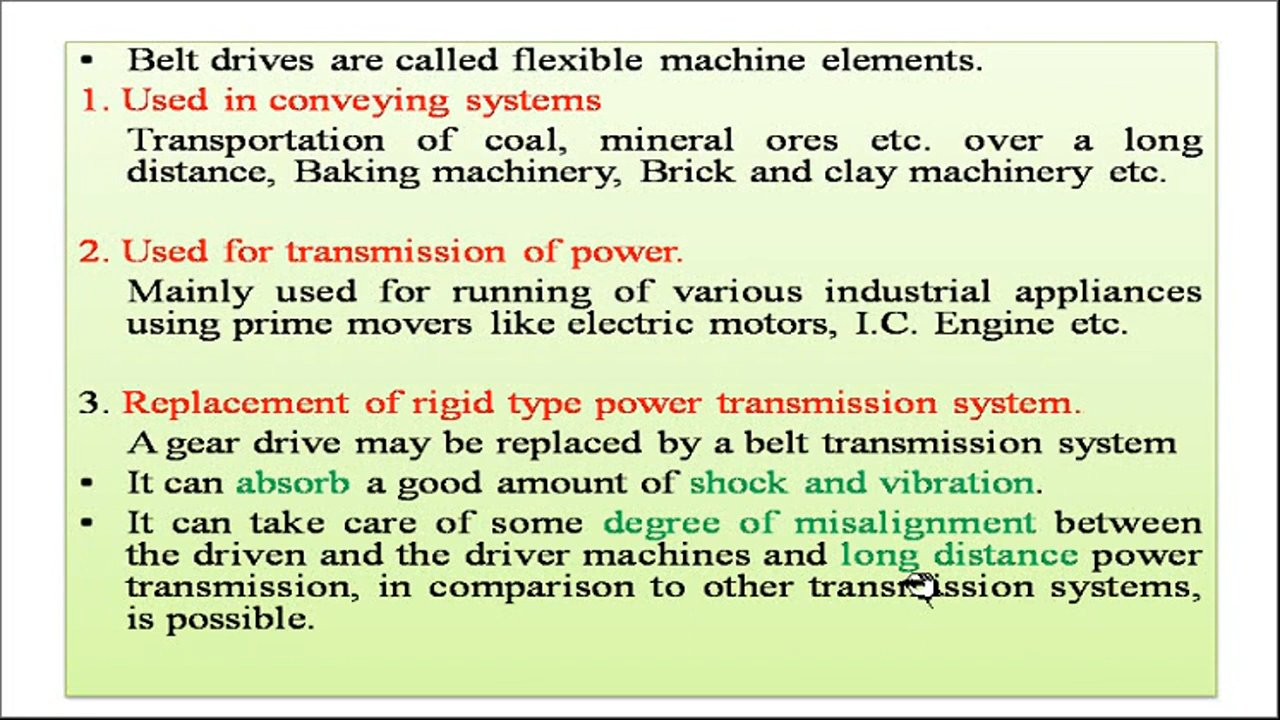 • Belt drives are called flexible machine elements.
1. Used in conveying systems
Transportation of coal, mineral ores etc. over a long
distance, Baking machinery, Brick and clay machinery etc.
2. Used for transmission of power.
Mainly used for running of various industrial appliances
using prime movers like electric motors, I.C. Engine etc.
3. Replacement of rigid type power transmission system.
A gear drive may be replaced by a belt transmission system
• It can absorb a good amount of shock and vibration.
• It can take care of some degree of misalignment between
the driven and the driver machines and long distance power
transmission, in comparison to other transmission systems,
is possible.